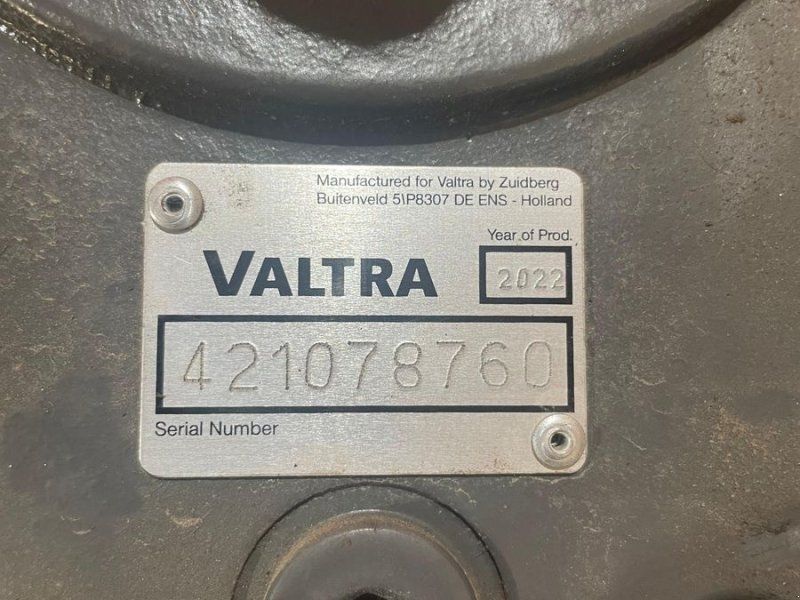 Manufactured for Valtra by Zuidberg
Buitenveld 5\P8307 DE ENS - Holland
Year of Prod.
VALTRA
2022
421078760
Serial Number